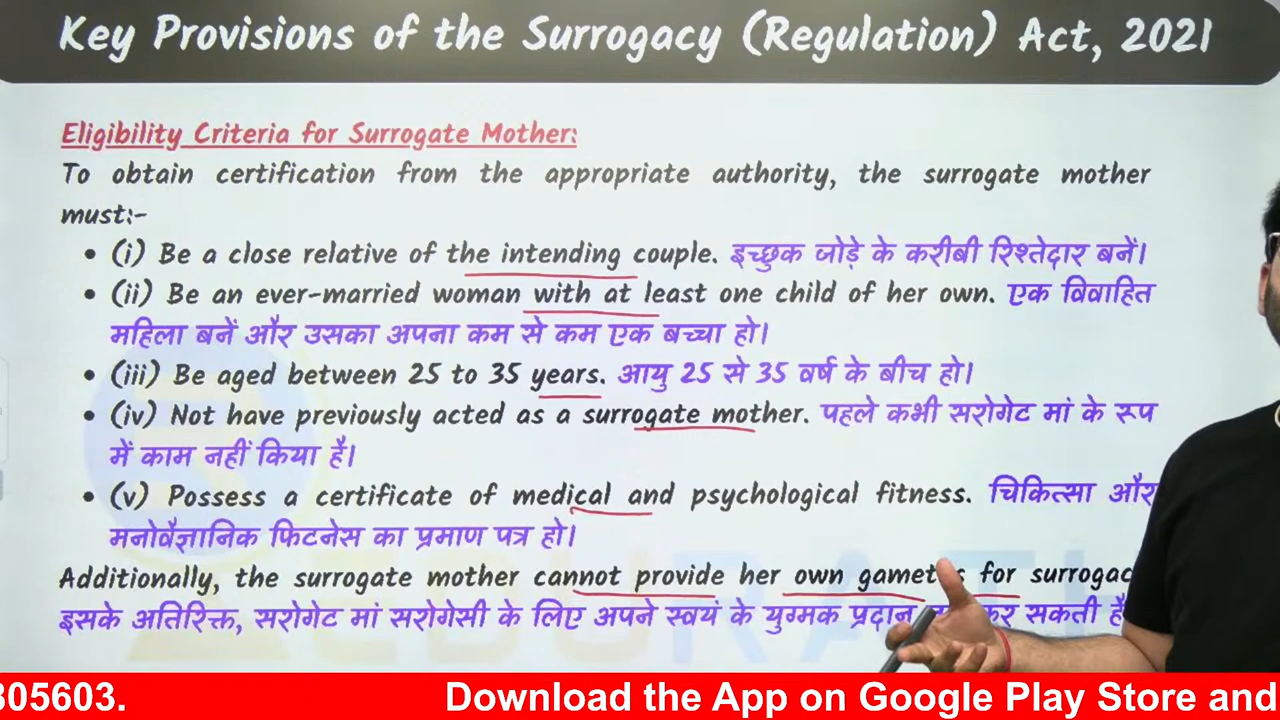 Key Provisions of the Surrogacy (Regulation) Act, 2021
Eligibility Criteria for Surrogate Mother:
To obtain certification from the appropriate authority, the surrogate mother
must:-
• (i) Be a close relative of the intending couple. इच्छुक जोड़े के करीबी रिश्तेदार बनें।
• (ii) Be an ever-married woman with at least one child of her own. एक विवाहित
महिला बनें और उसका अपना कम से कम एक बच्चा हो।
• (iii) Be aged between 25 to 35 years. आयु 25 से 35 वर्ष के बीच हो।
• (iv) Not have previously acted as a surrogate mother. पहले कभी सरोगेट मां के रूप
में काम नहीं किया है।
• (v) Possess a certificate of medical and psychological fitness. चिकित्सा और
मनोवैज्ञानिक फिटनेस का प्रमाण पत्र हो।
Additionally, the surrogate mother cannot provide her own for
इसके अतिरिक्त, सरोगेट मां सरोगेसी के लिए अपने स्वयं के युग्मक प्रदान कर सकती
305603. Download the App on Google Play Store and